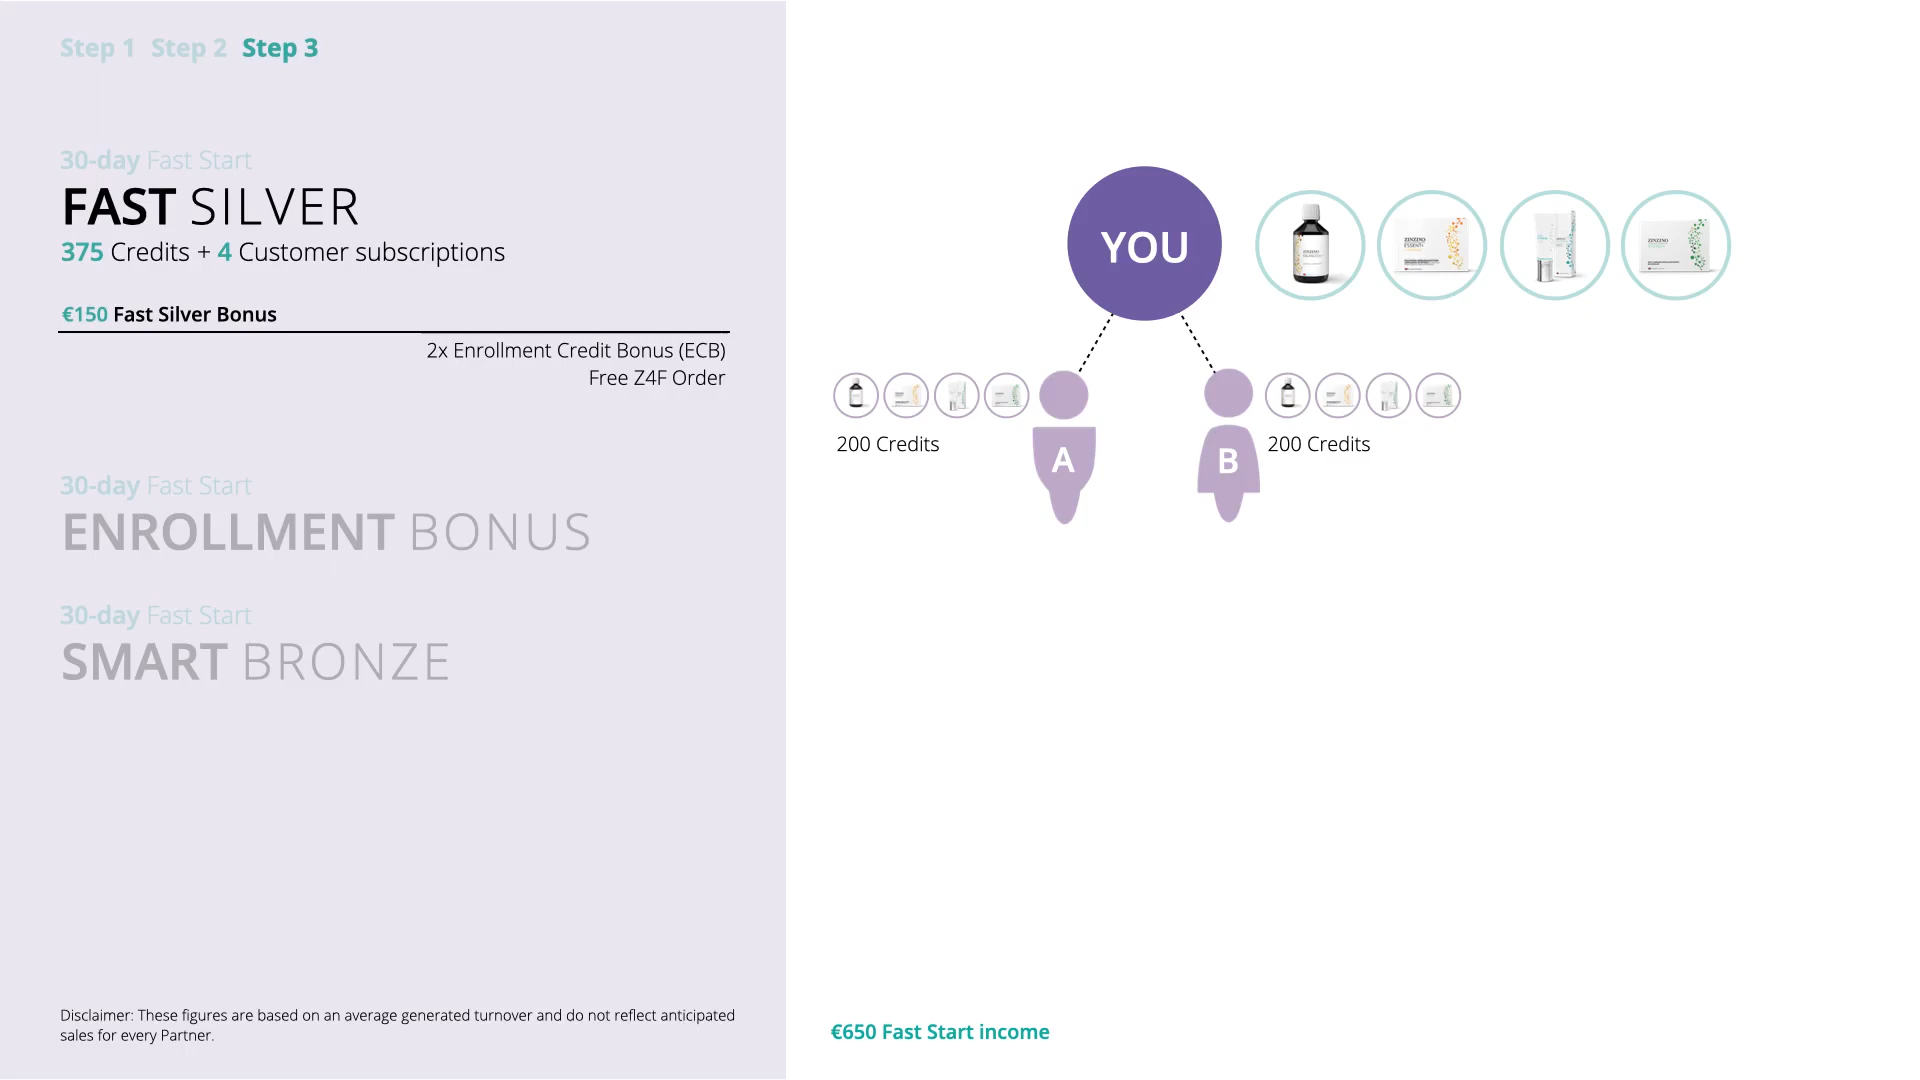 Step 1 Step 2 Step 3
30-day Fast Start
FAST SILVER
375 Credits + 4 Customer subscriptions
€150 Fast Silver Bonus
2x Enrollment Credit Bonus (ECB)
Free Z4F Order
30-day Fast Start
ENROLLMENT BONUS
30-day Fast Start
SMART BRONZE
Disclaimer: These figures are based on an average generated turnover and do not reflect anticipated
sales for every Partner.
YOU
ZINZINO
ZINZINO
ZINZINO
A
200 Credits
B
200 Credits
€650 Fast Start income